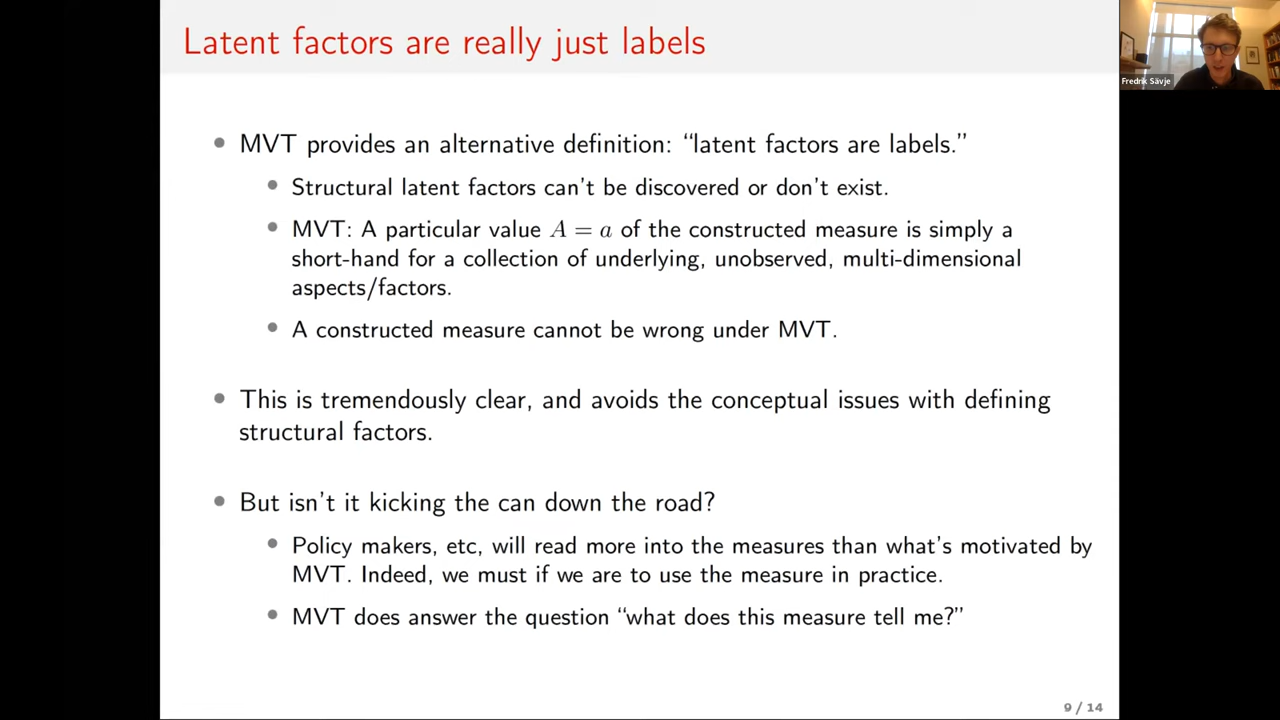 Latent factors are really just labels
Fredrik Sävje
• MVT provides an alternative definition: “latent factors are labels.”
• Structural latent factors can’t be discovered or don’t exist.
• MVT: A particular value A = a of the constructed measure is simply a
short-hand for a collection of underlying, unobserved, multi-dimensional
aspects/factors.
• A constructed measure cannot be wrong under MVT.
• This is tremendously clear, and avoids the conceptual issues with defining
structural factors.
• But isn’t it kicking the can down the road?
• Policy makers, etc, will read more into the measures than what’s motivated by
MVT. Indeed, we must if we are to use the measure in practice.
• MVT does answer the question “what does this measure tell me?”
9 / 14